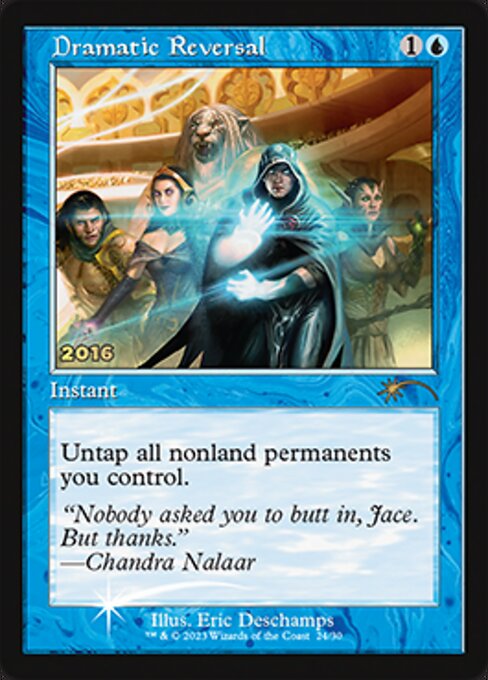 Dramatic Reversal 1
2016
Instant
Untap all nonland permanents
you control.
“Nobody asked you to butt in, Jace.
But thanks.”
—Chandra Nalaar
Illus. Eric Deschamps
™ & © 2023 Wizards of the Coast 24/30